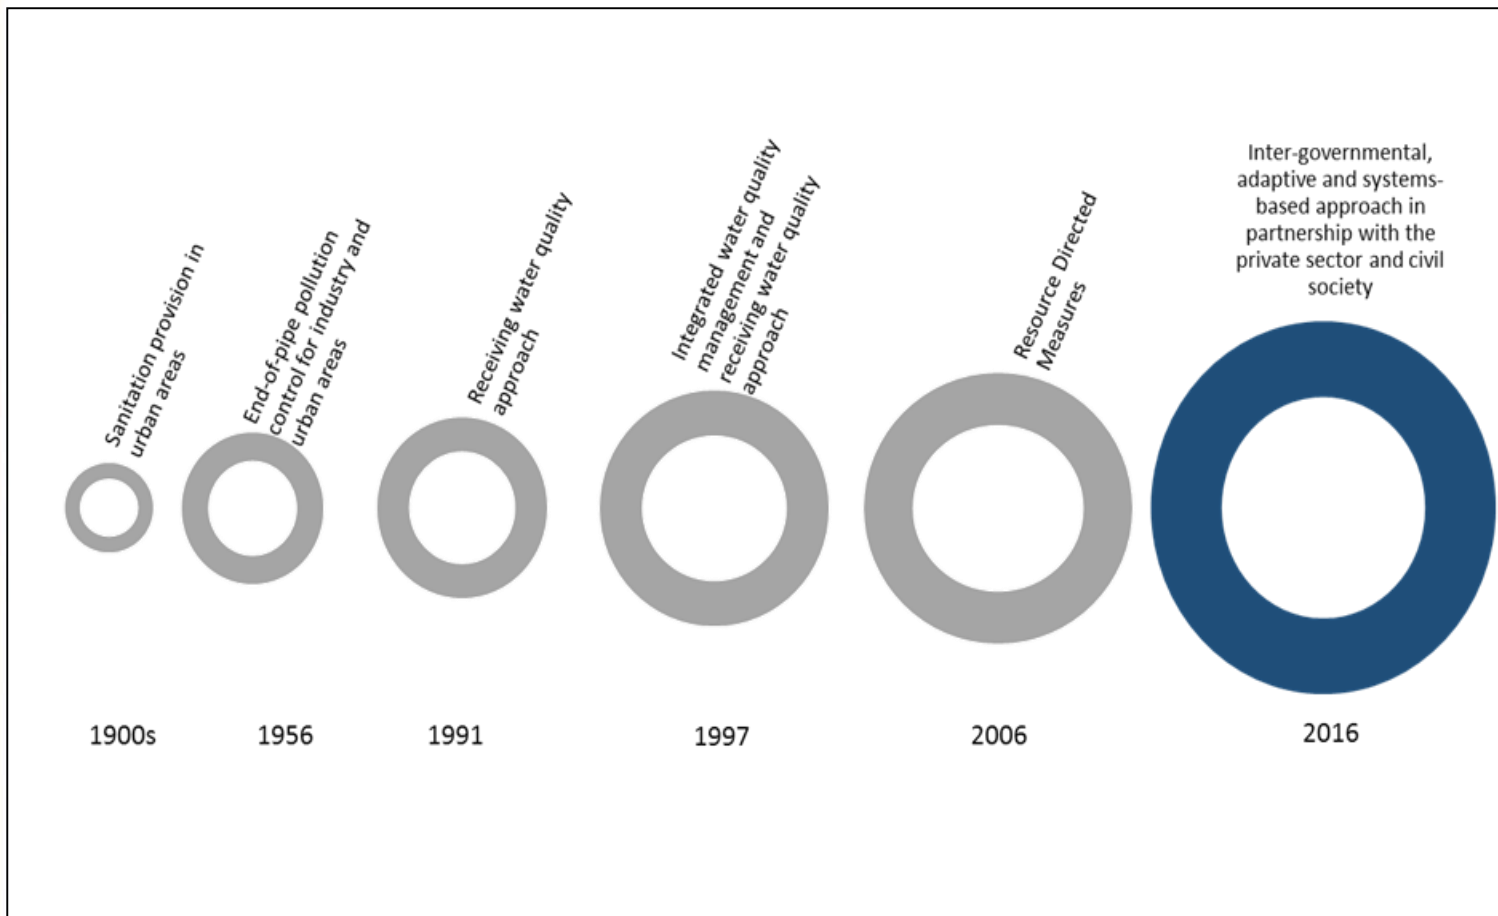 Sanitation provision in
urban areas
End-of-pipe pollution
control for industry and
urban areas
Receiving water quality
approach
Integrated water quality
management and
receiving water quality
approach
Resource Directed
Measures
Inter-governmental,
adaptive and systems-
based approach in
partnership with the
private sector and civil
society
1900s
1956
1991
1997
2006
2016